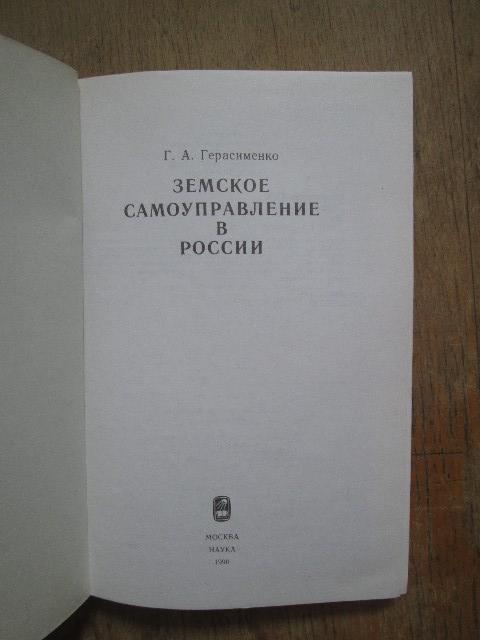 Г. А. Герасименко
ЗЕМСКОЕ
САМОУПРАВЛЕНИЕ
В
РОССИИ
МОСКВА
НАУКА
1990